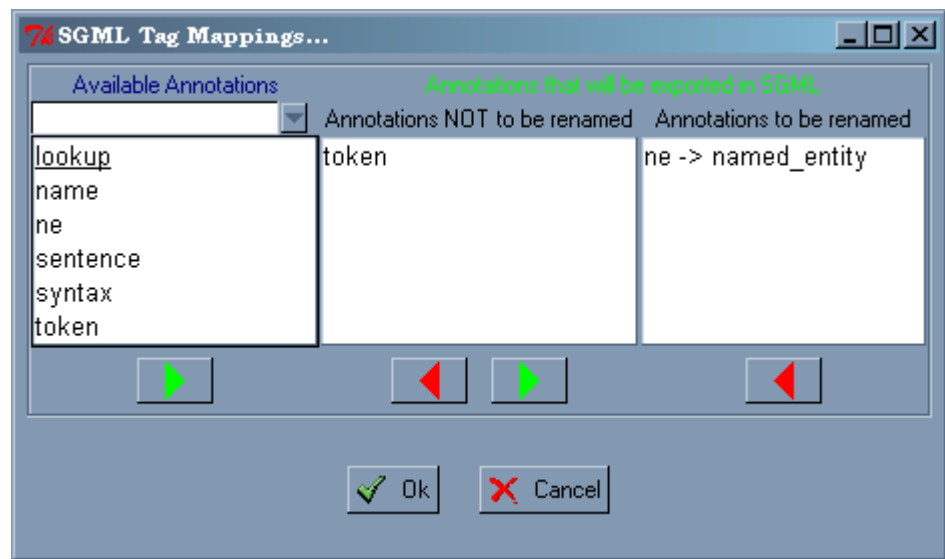 SGML Tag Mappings...
Available Annotations
Annotations that will be exported in SGML
Annotations NOT to be renamed
Annotations to be renamed
lookup
name
ne
sentence
syntax
token
token
ne -> named_entity
Ok
Cancel